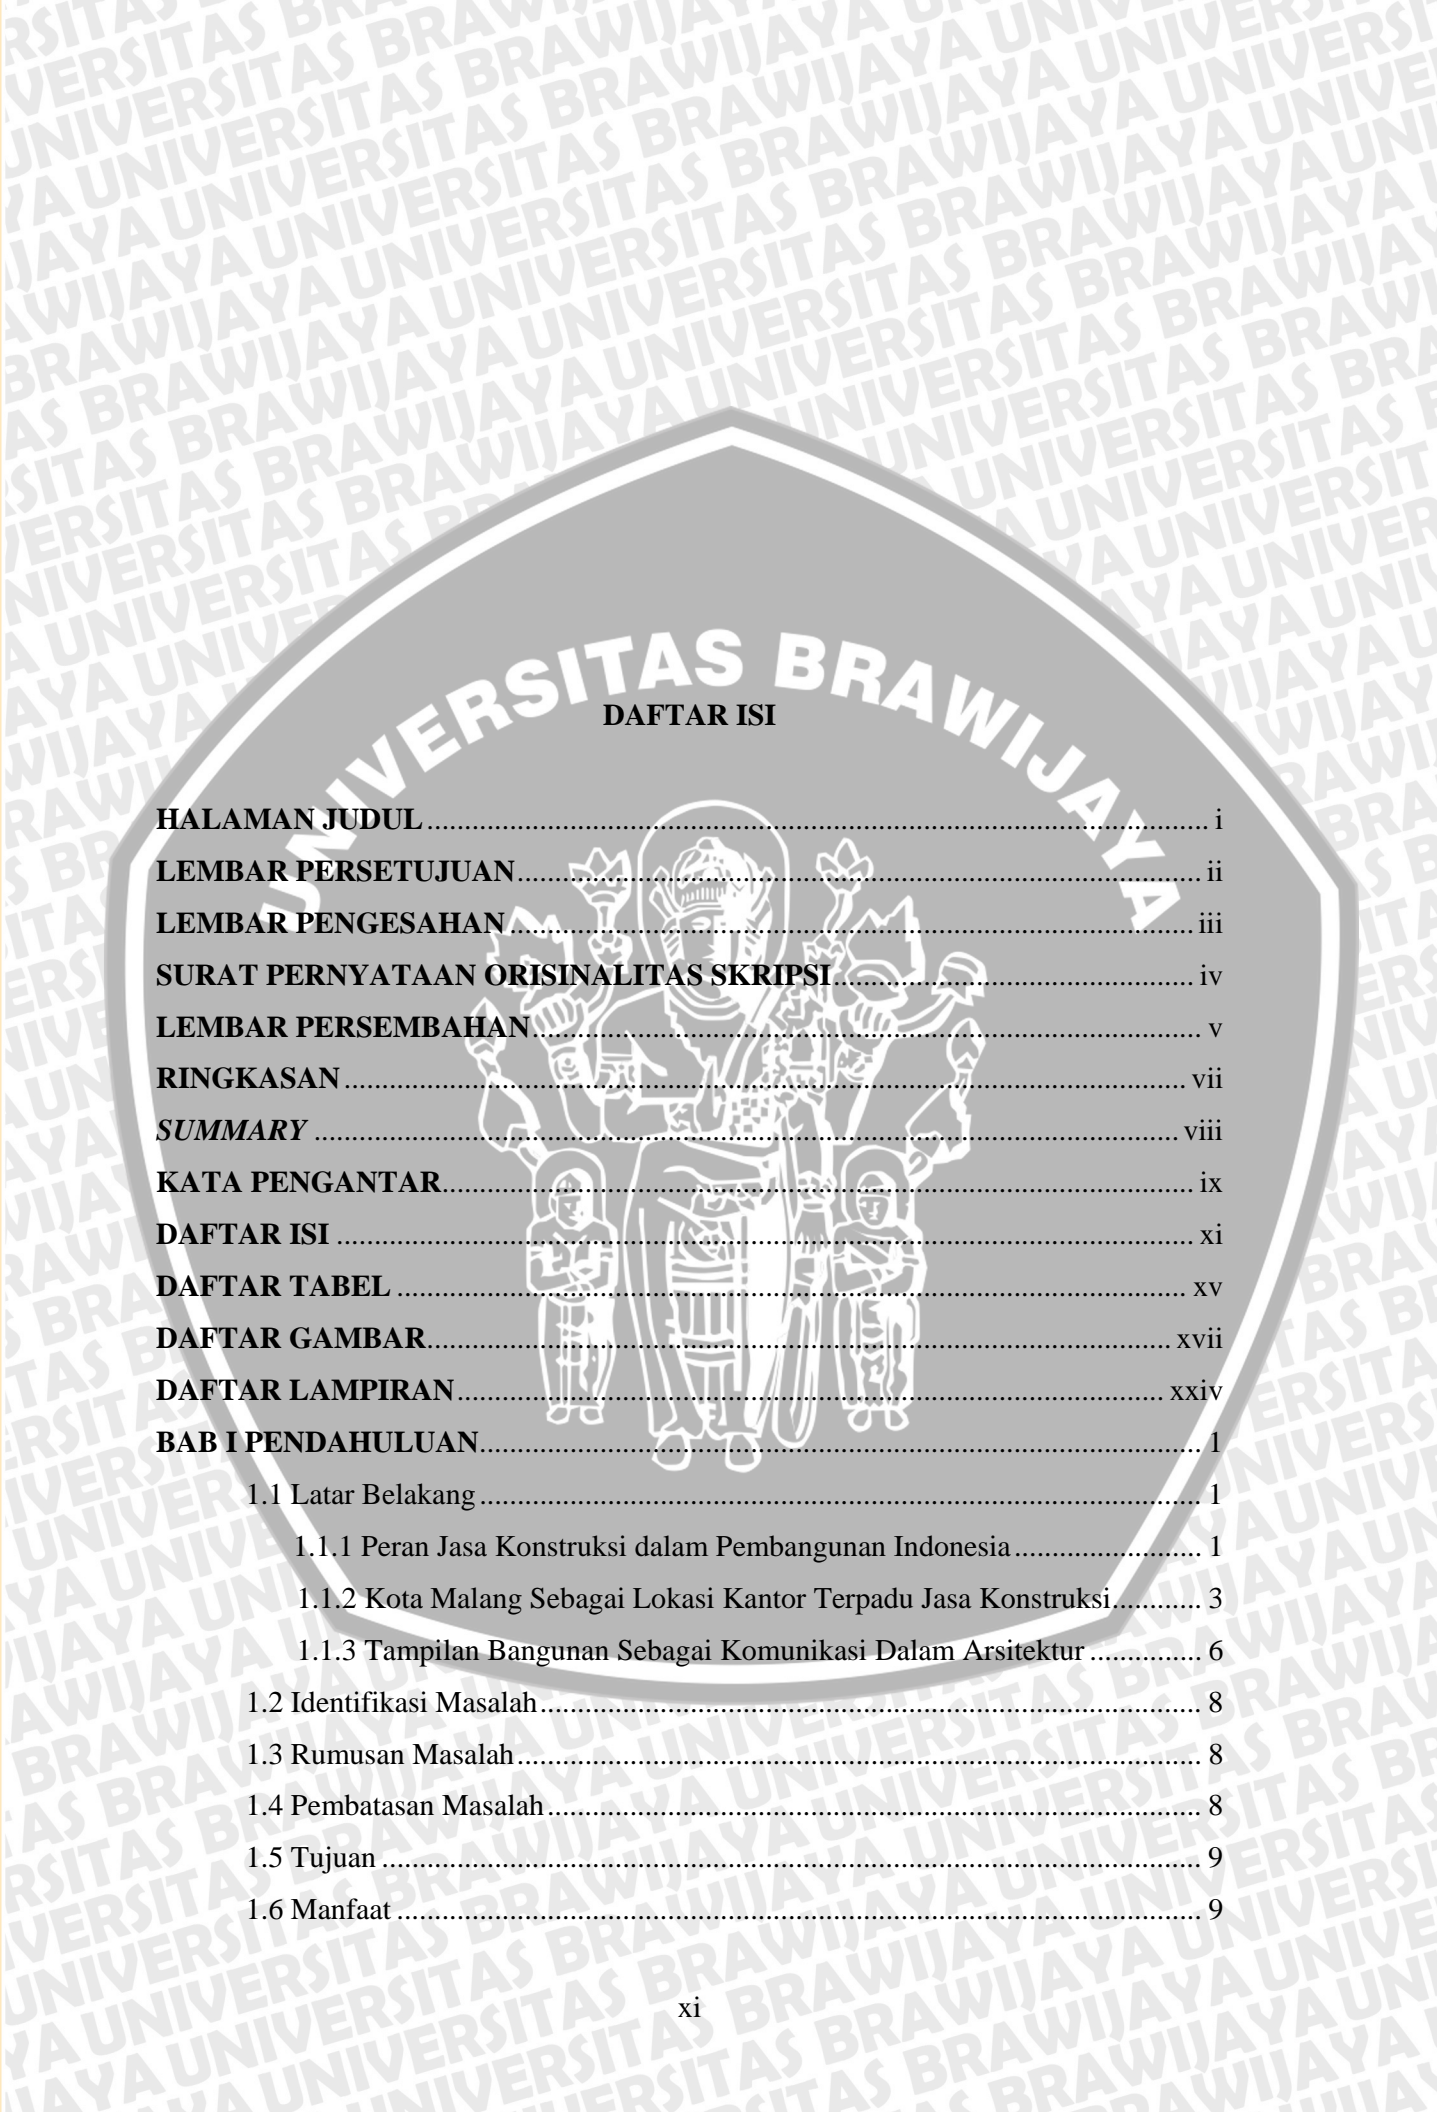 UNIVERSITAS BRAWIJAYA
DAFTAR ISI
HALAMAN JUDUL ........ i
LEMBAR PERSETUJUAN ........ ii
LEMBAR PENGESAHAN ........ iii
SURAT PERNYATAAN ORISINALITAS SKRIPSI ........ iv
LEMBAR PERSEMBAHAN ........ v
RINGKASAN ........ vii
SUMMARY ........ viii
KATA PENGANTAR ........ ix
DAFTAR ISI ........ xi
DAFTAR TABEL ........ xv
DAFTAR GAMBAR ........ xvii
DAFTAR LAMPIRAN ........ xxiv
BAB I PENDAHULUAN ........ 1
1.1 Latar Belakang ........ 1
1.1.1 Peran Jasa Konstruksi dalam Pembangunan Indonesia ........ 1
1.1.2 Kota Malang Sebagai Lokasi Kantor Terpadu Jasa Konstruksi ........ 3
1.1.3 Tampilan Bangunan Sebagai Komunikasi Dalam Arsitektur ........ 6
1.2 Identifikasi Masalah ........ 8
1.3 Rumusan Masalah ........ 8
1.4 Pembatasan Masalah ........ 8
1.5 Tujuan ........ 9
1.6 Manfaat ........ 9
xi